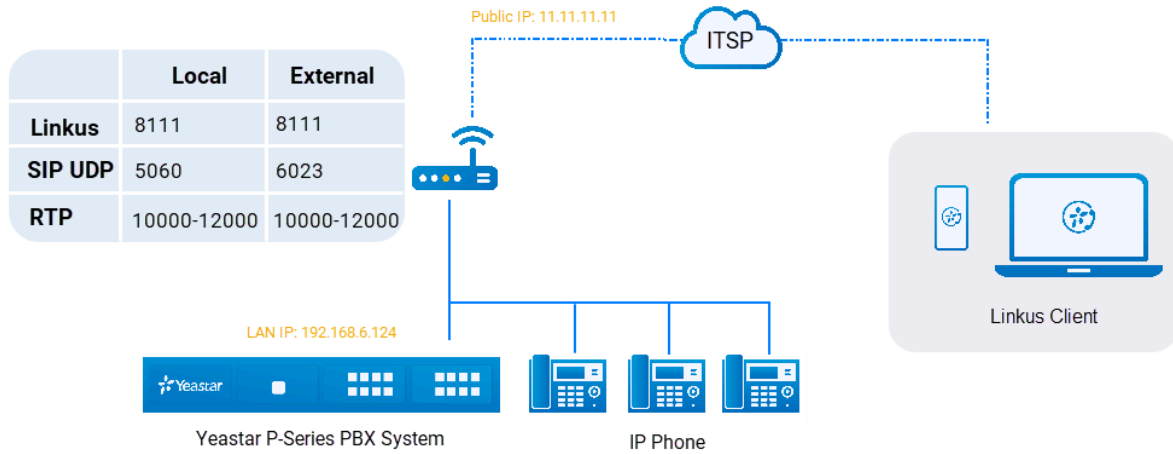 Public IP: 11.11.11.11
ITSP
Local External
Linkus 8111 8111
SIP UDP 5060 6023
RTP 10000-12000 10000-12000
Linkus Client
LAN IP: 192.168.6.124
Yeastar
Yeastar P-Series PBX System
IP Phone